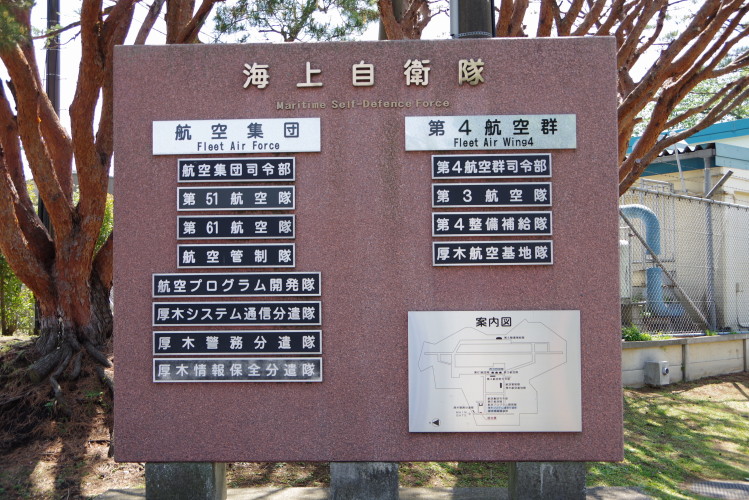 海上自衛隊
Maritime Self-Defence Force
航空集団
Fleet Air Force
航空集団司令部
第51航空隊
第61航空隊
航空管制隊
航空プログラム開発隊
厚木システム通信分遣隊
厚木警務分遣隊
厚木情報保全分遣隊
第4航空群
Fleet Air Wing4
第4航空群司令部
第3航空隊
第4整備補給隊
厚木航空基地隊
案内図